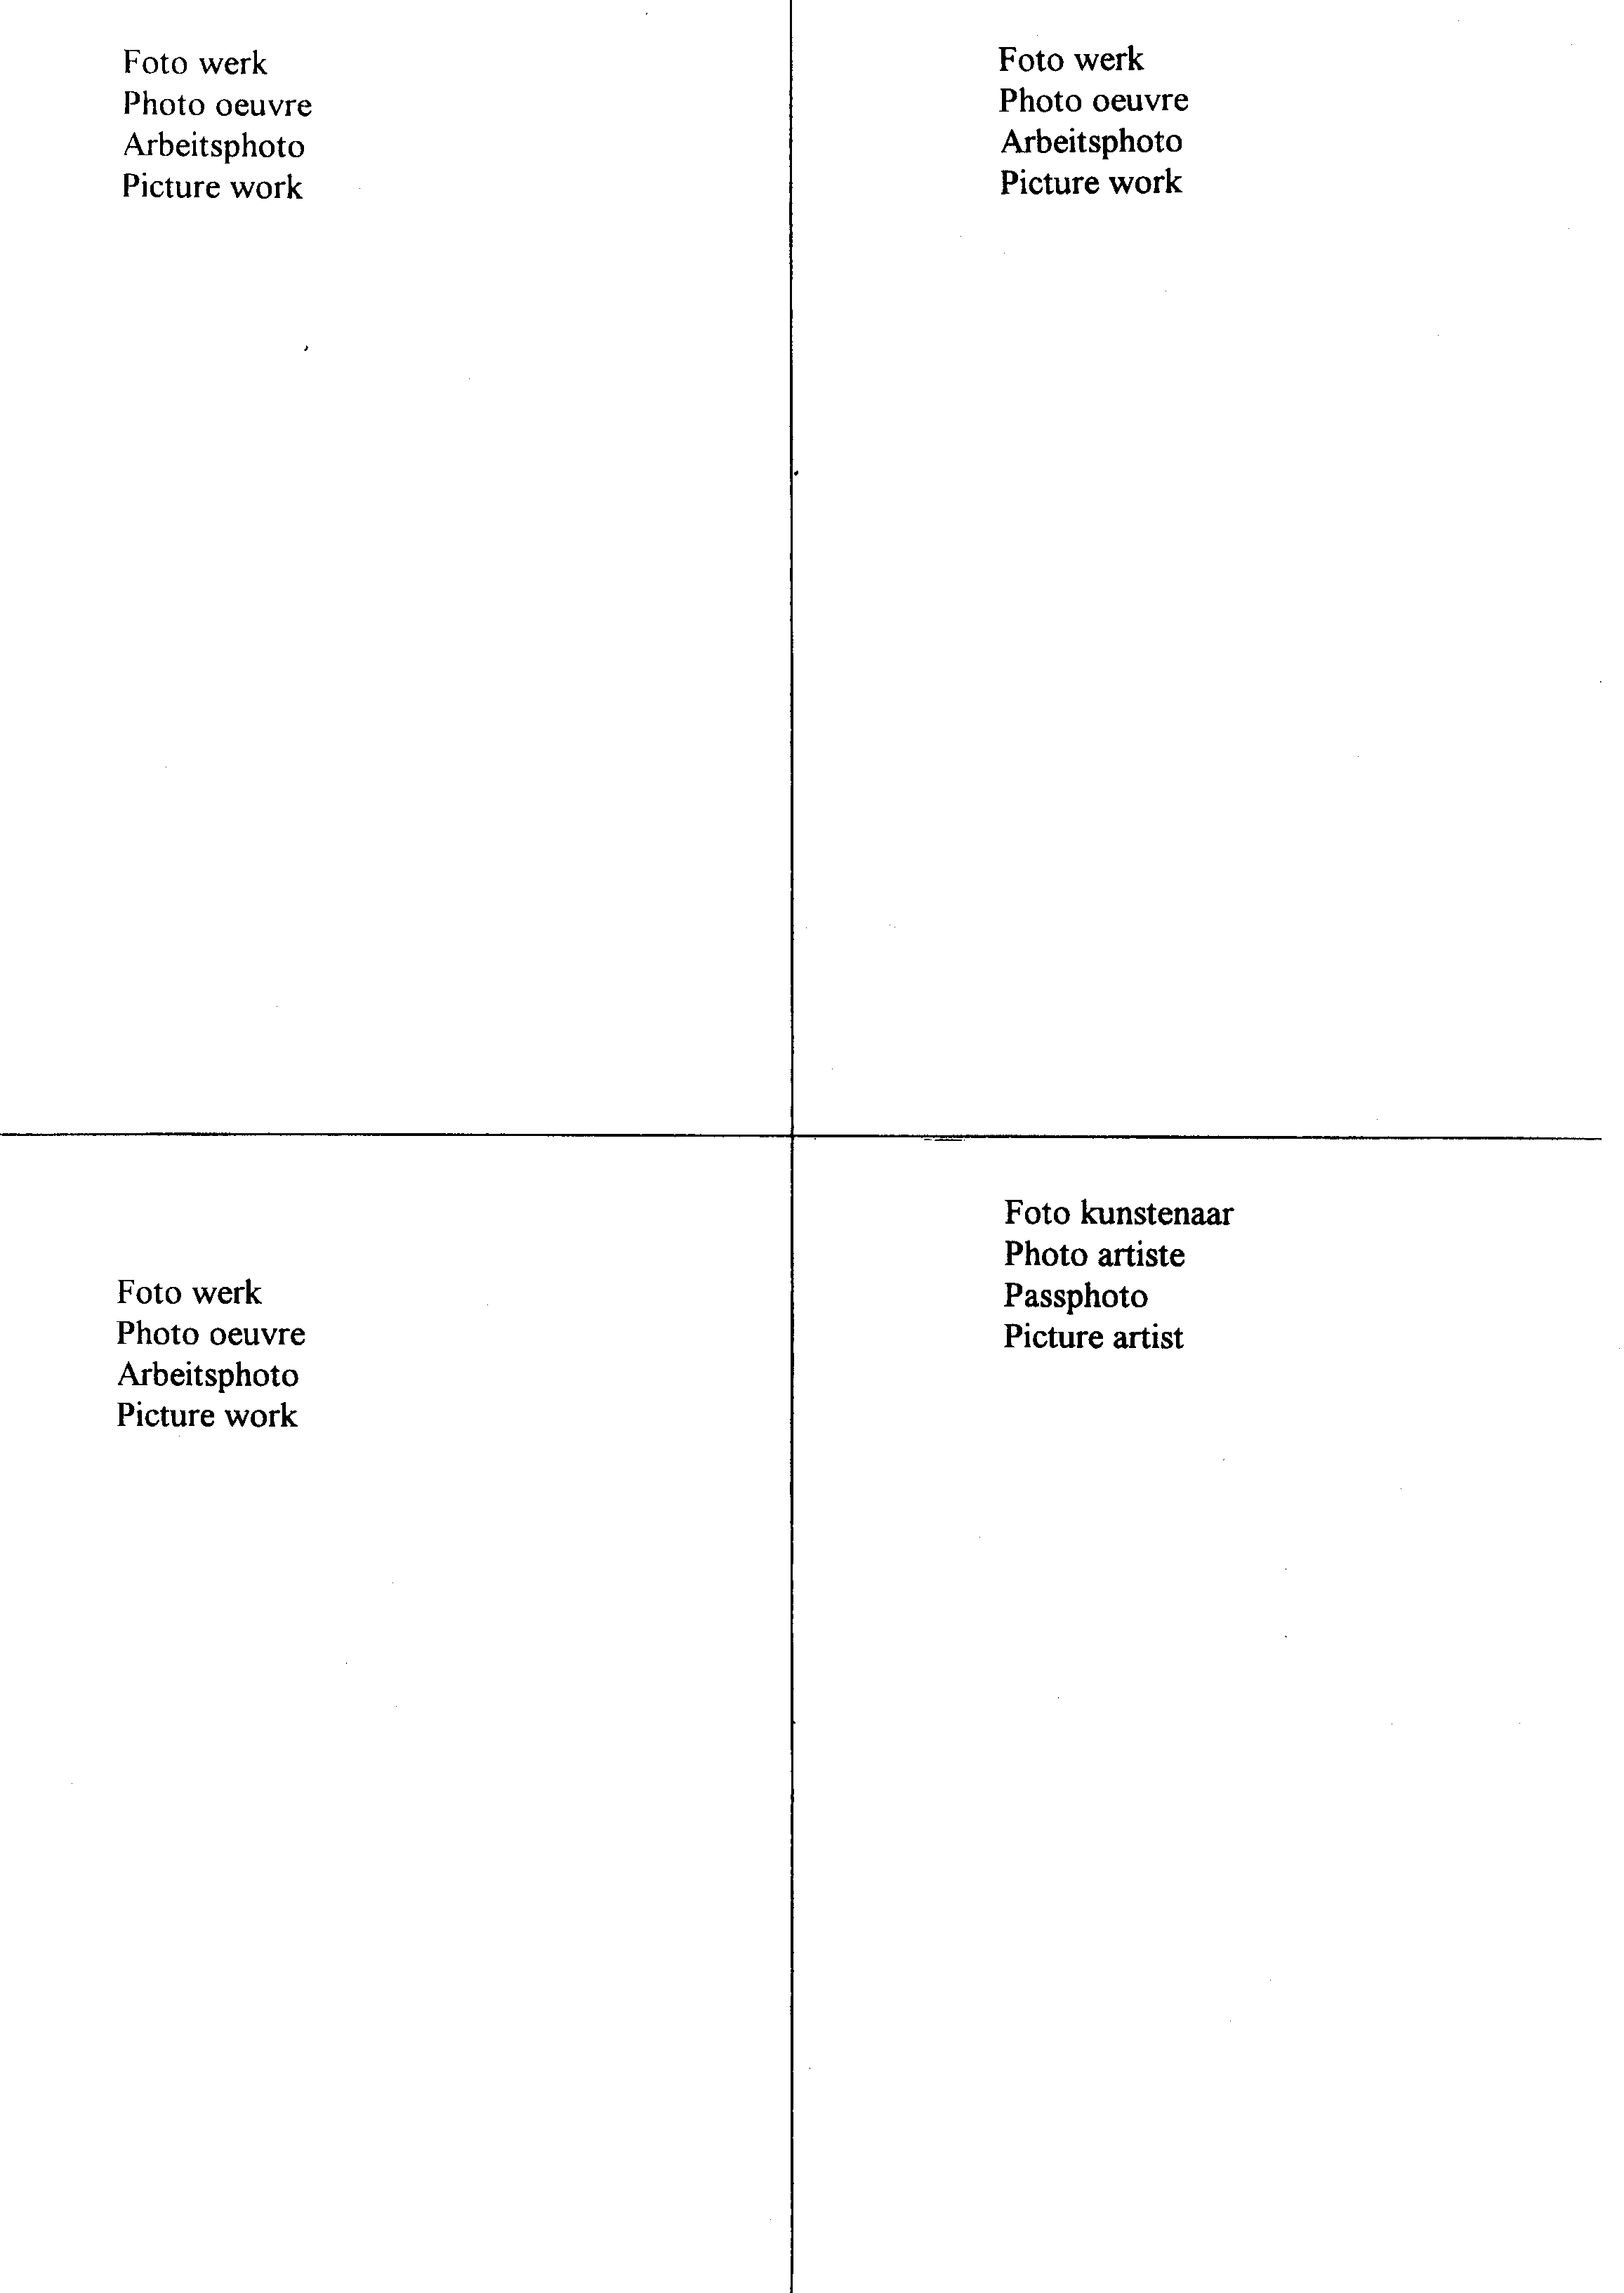 Foto werk
Photo oeuvre
Arbeitsphoto
Picture work
Foto werk
Photo oeuvre
Arbeitsphoto
Picture work
Foto werk
Photo oeuvre
Arbeitsphoto
Picture work
Foto kunstenaar
Photo artiste
Passphoto
Picture artist